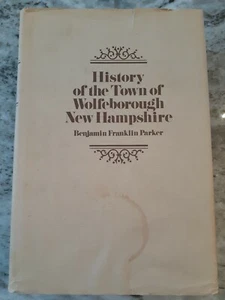 History
of the Town of
Wolfeborough
New Hampshire
Benjamin Franklin Parker